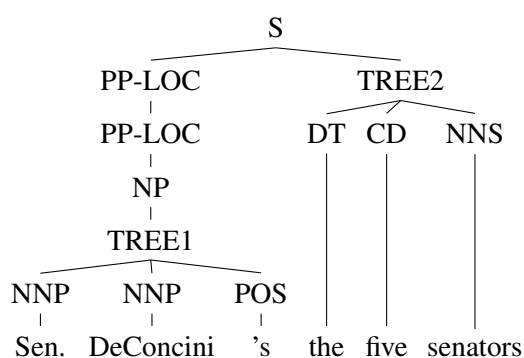 S
PP-LOC TREE2
PP-LOC DT CD NNS
NP
TREE1
NNP NNP POS
Sen. DeConcini 's the five senators